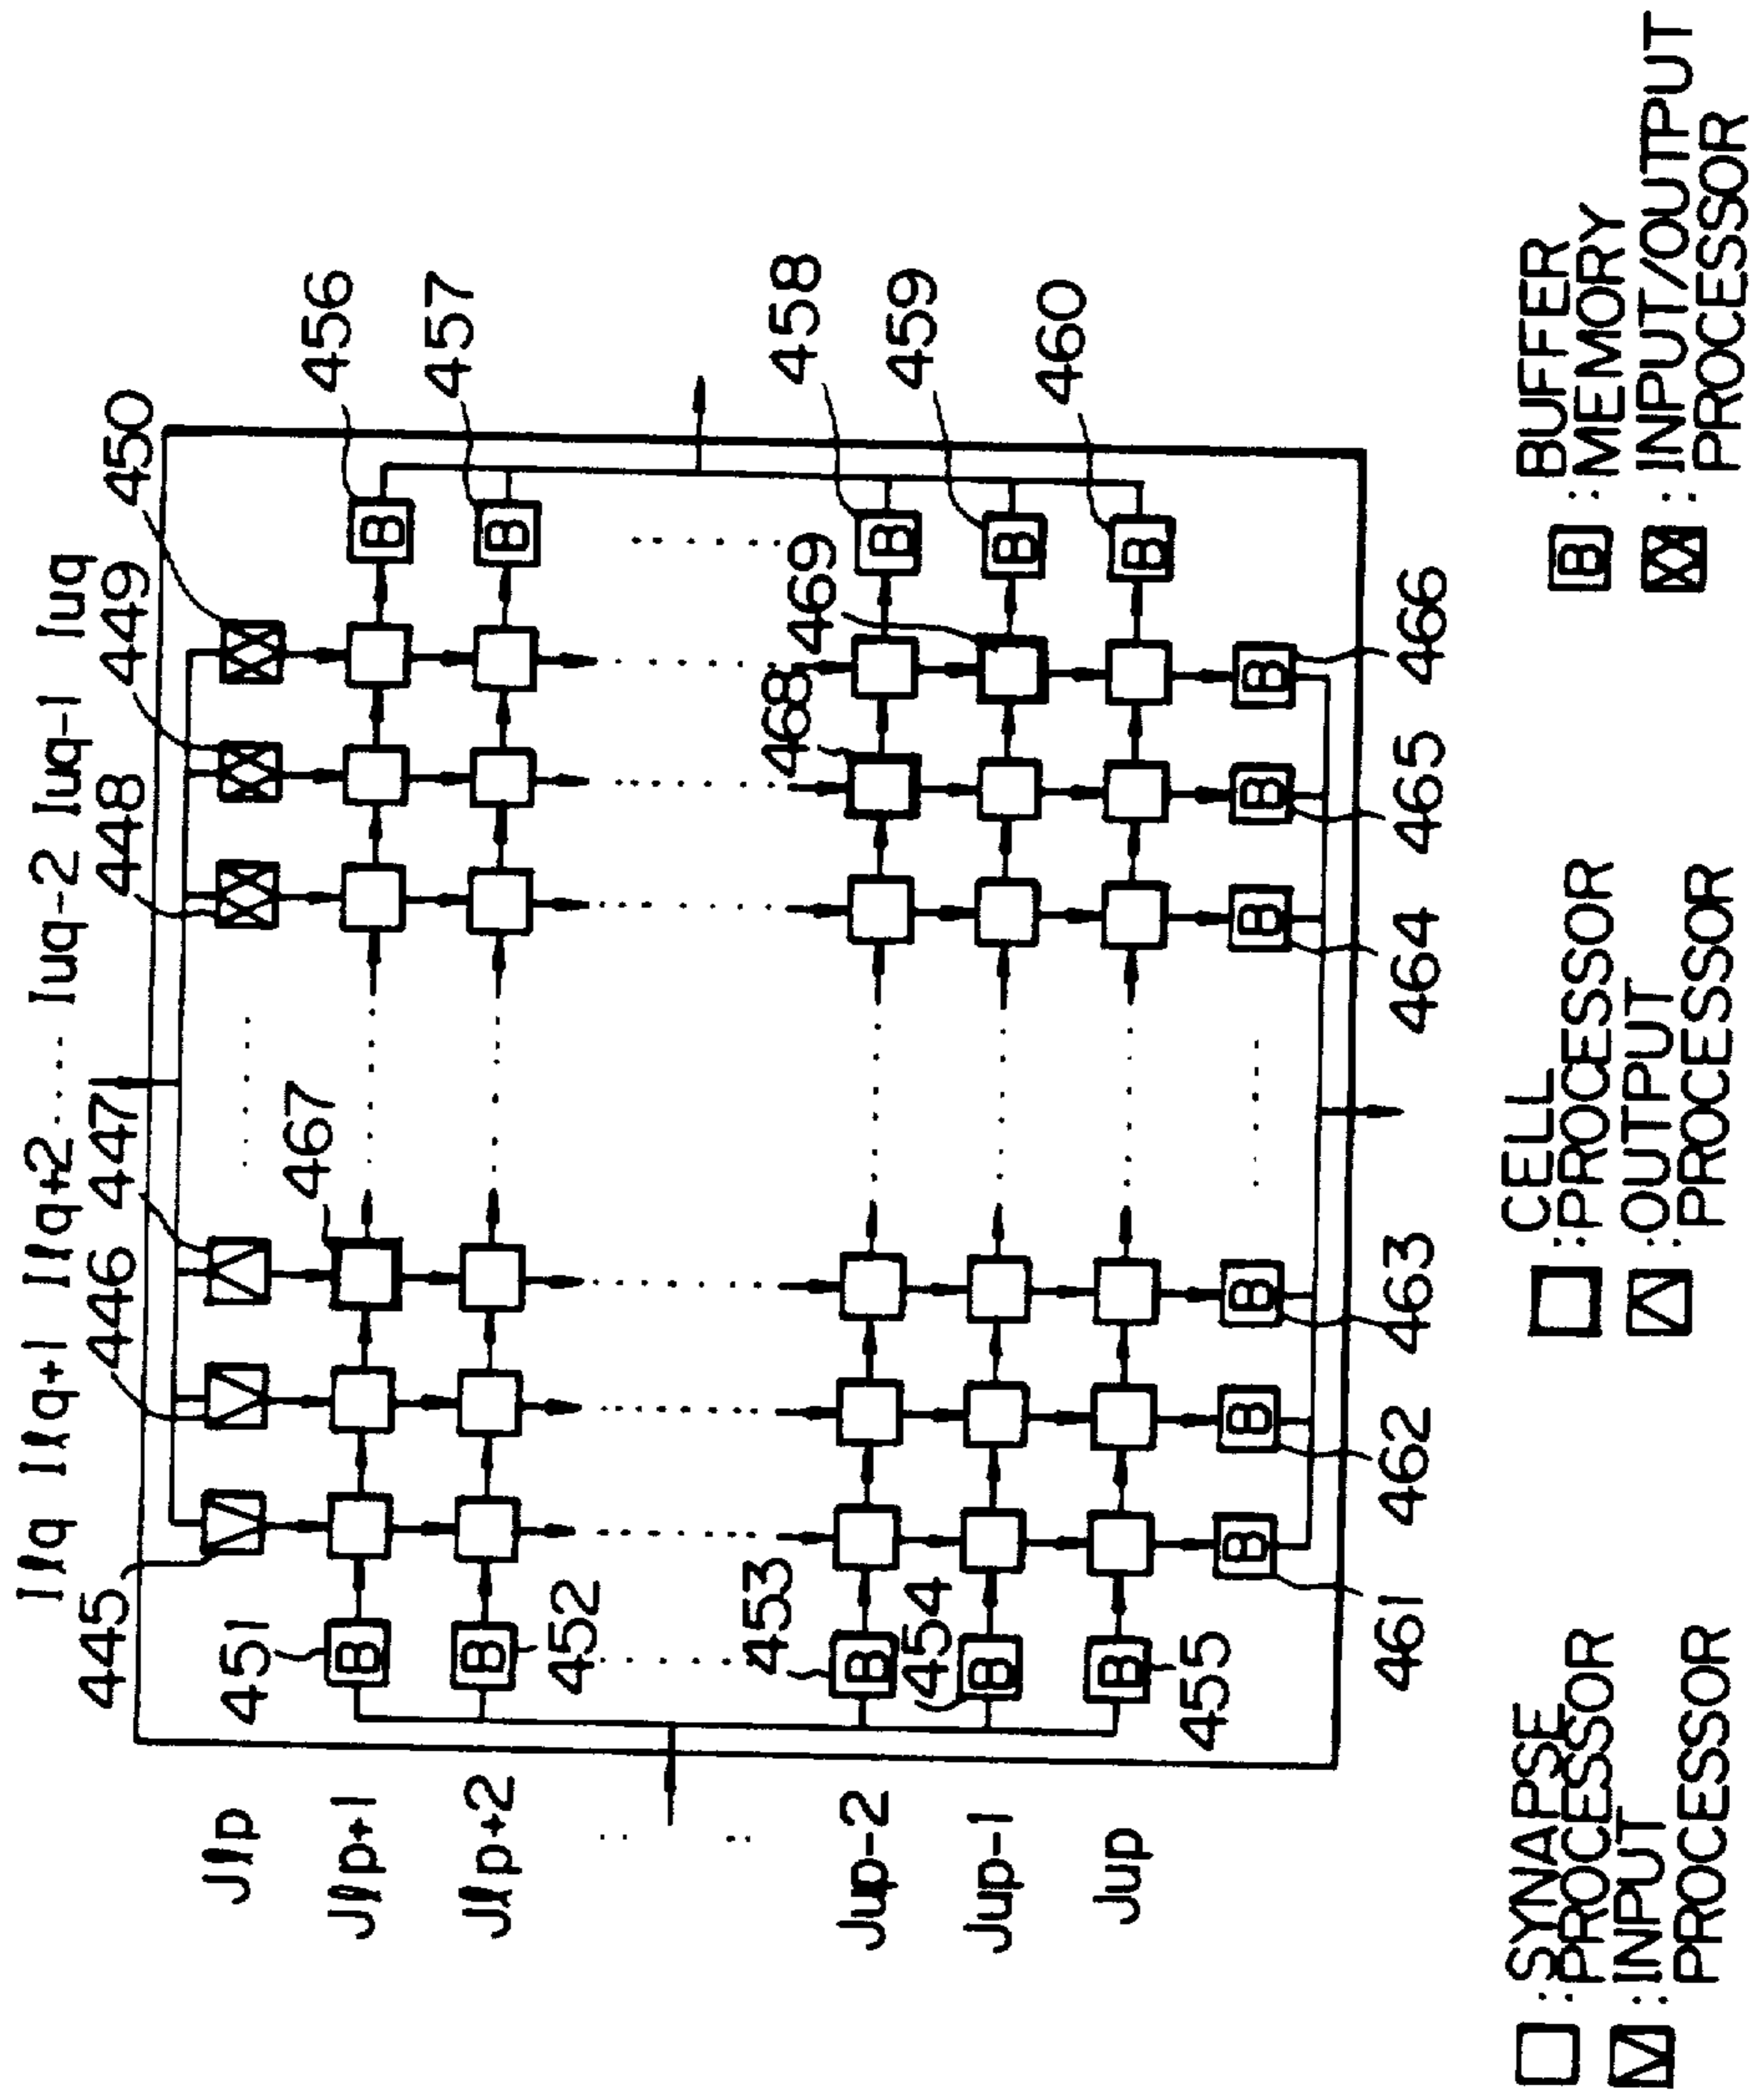 Iℓq Iℓq+1 Iℓq+2 ..... Iuq-2 Iuq-1 Iuq
445 446 447 448 449 450
Jℓp
451 467 456
Jℓp+1
452 457
Jℓp+2
453 468 469 458
Jup-2
454 459
Jup-1
455 460
Jup
461 462 463 464 465 466
B B
B B
B B
B B
B B
B B B B B B
: SYNAPSE PROCESSOR
: CELL PROCESSOR
B : BUFFER MEMORY
: INPUT PROCESSOR
: OUTPUT PROCESSOR
: INPUT/OUTPUT PROCESSOR